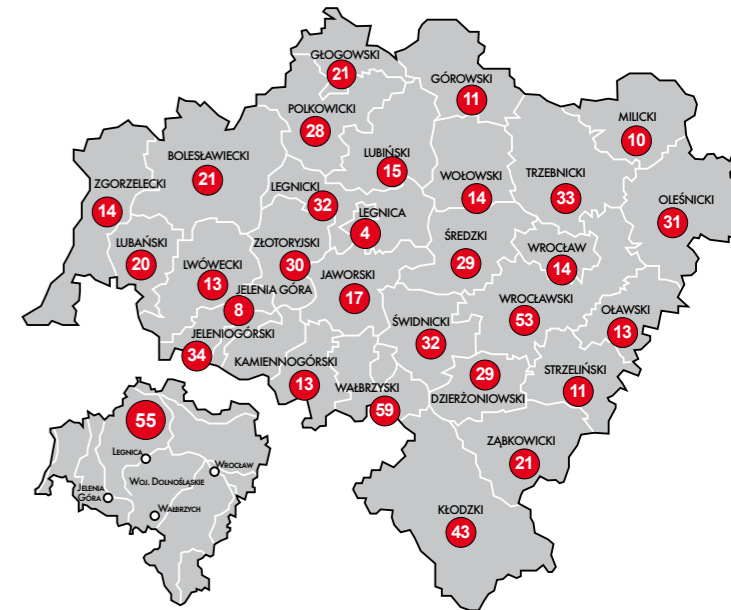 GŁOGOWSKI
21
GÓROWSKI
11
MILICKI
10
POLKOWICKI
28
LUBIŃSKI
15
BOLESŁAWIECKI
21
ZGORZELECKI
14
LEGNICKI
32
WOŁOWSKI
14
TRZEBNICKI
33
OLEŚNICKI
31
LEGNICA
4
LUBAŃSKI
20
ZŁOTORYJSKI
30
ŚREDZKI
29
WROCŁAW
14
LWÓWECKI
13
JELENIA GÓRA
8
JAWORSKI
17
WROCŁAWSKI
53
OŁAWSKI
13
JELENIOGÓRSKI
34
ŚWIDNICKI
32
KAMIENNOGÓRSKI
13
WAŁBRZYSKI
59
29
DZIERŻONIOWSKI
STRZELIŃSKI
11
ZĄBKOWICKI
21
KŁODZKI
43
55
LEGNICA
WROCŁAW
WOJ. DOLNOŚLĄSKIE
JELENIA
GÓRA
WAŁBRZYCH